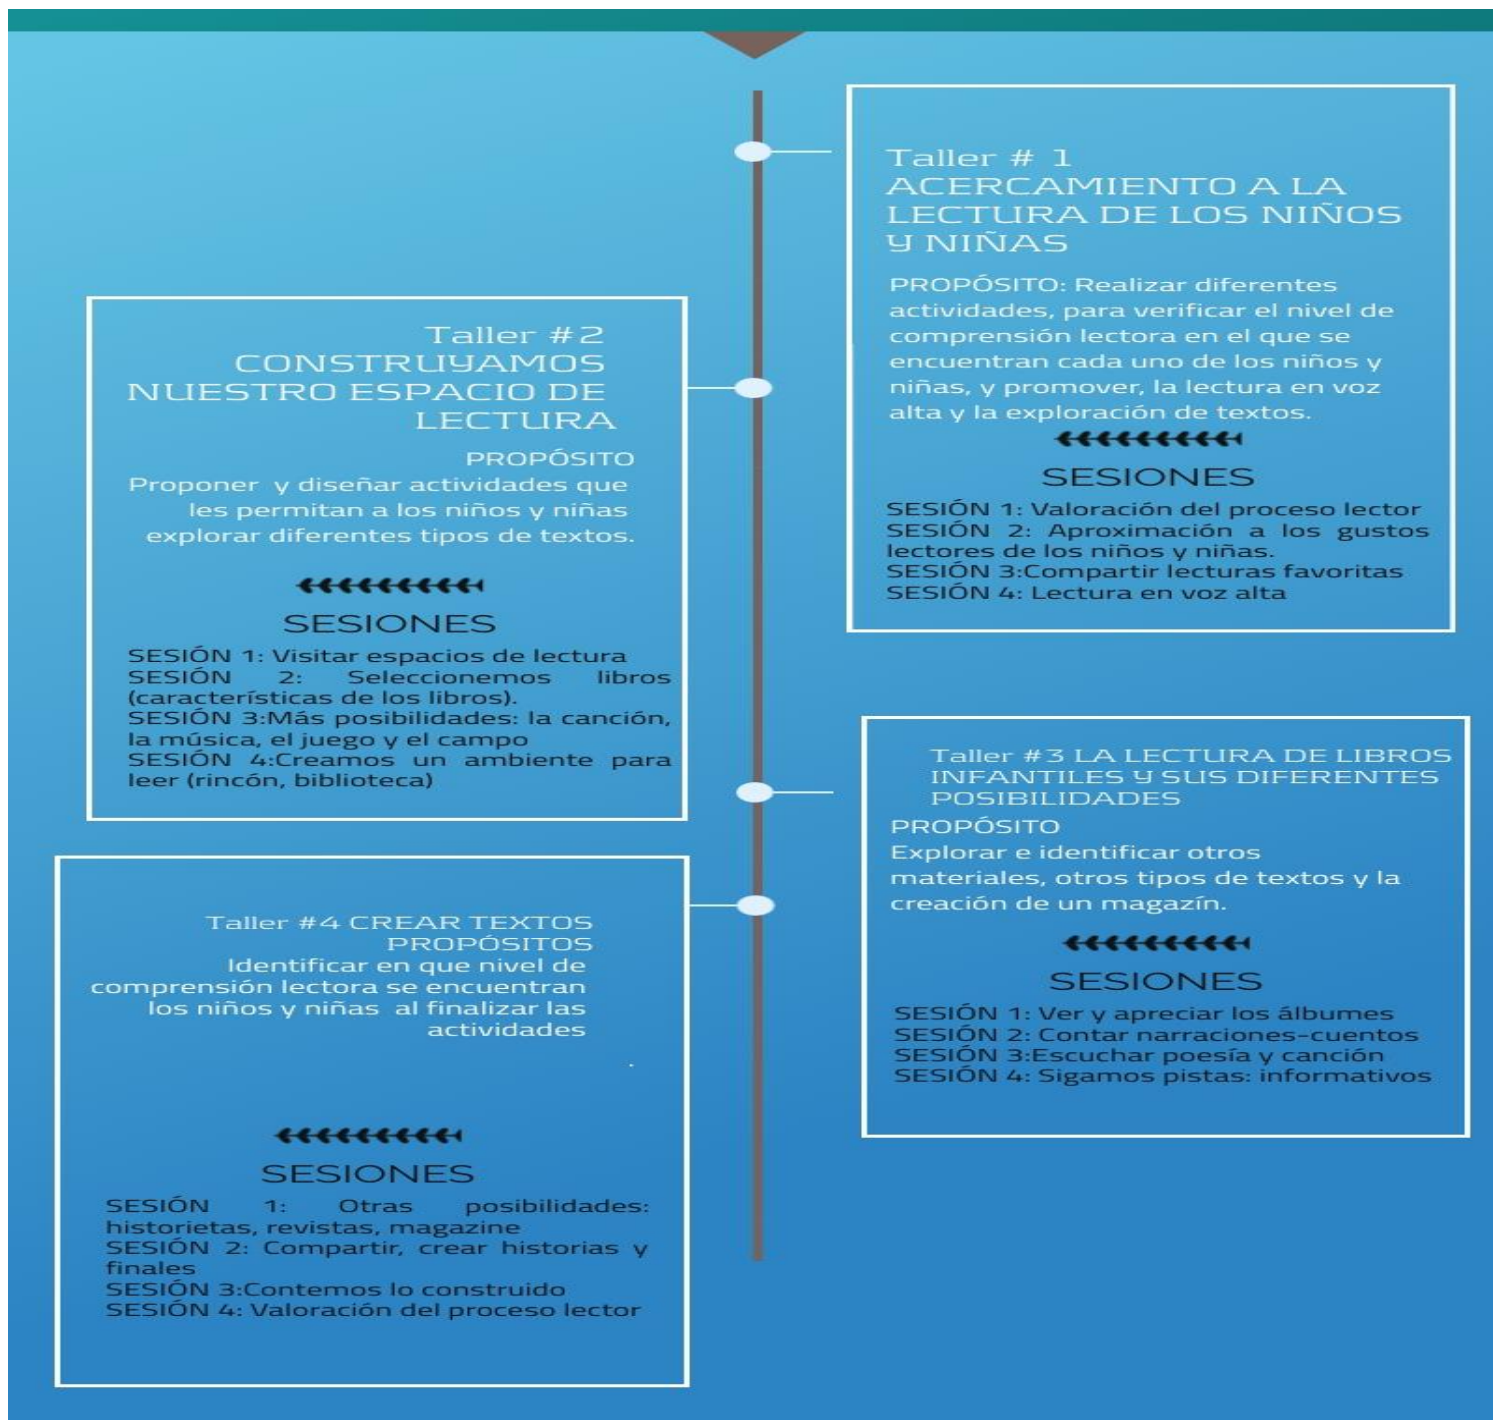 Taller # 1
ACERCAMIENTO A LA
LECTURA DE LOS NIÑOS
Y NIÑAS
PROPÓSITO: Realizar diferentes
actividades, para verificar el nivel de
comprensión lectora en el que se
encuentran cada uno de los niños y
niñas, y promover, la lectura en voz
alta y la exploración de textos.
SESIONES
SESIÓN 1: Valoración del proceso lector
SESIÓN 2: Aproximación a los gustos
lectores de los niños y niñas.
SESIÓN 3:Compartir lecturas favoritas
SESIÓN 4: Lectura en voz alta
Taller #2
CONSTRUYAMOS
NUESTRO ESPACIO DE
LECTURA
PROPÓSITO
Proponer y diseñar actividades que
les permitan a los niños y niñas
explorar diferentes tipos de textos.
SESIONES
SESIÓN 1: Visitar espacios de lectura
SESIÓN 2: Seleccionemos libros
(características de los libros).
SESIÓN 3:Más posibilidades: la canción,
la música, el juego y el campo
SESIÓN 4:Creamos un ambiente para
leer (rincón, biblioteca)
Taller #3 LA LECTURA DE LIBROS
INFANTILES Y SUS DIFERENTES
POSIBILIDADES
PROPÓSITO
Explorar e identificar otros
materiales, otros tipos de textos y la
creación de un magazín.
SESIONES
SESIÓN 1: Ver y apreciar los álbumes
SESIÓN 2: Contar narraciones-cuentos
SESIÓN 3:Escuchar poesía y canción
SESIÓN 4: Sigamos pistas: informativos
Taller #4 CREAR TEXTOS
PROPÓSITOS
Identificar en que nivel de
comprensión lectora se encuentran
los niños y niñas al finalizar las
actividades
.
SESIONES
SESIÓN 1: Otras posibilidades:
historietas, revistas, magazine
SESIÓN 2: Compartir, crear historias y
finales
SESIÓN 3:Contemos lo construido
SESIÓN 4: Valoración del proceso lector